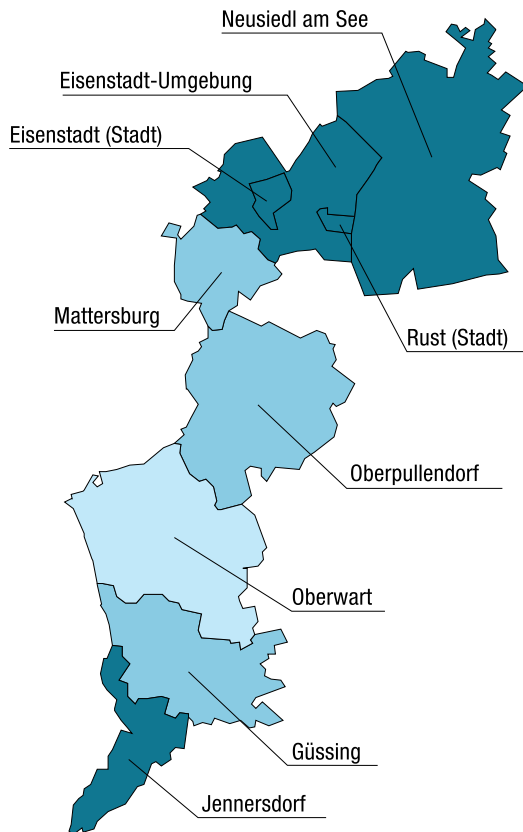 Neusiedl am See
Eisenstadt-Umgebung
Eisenstadt (Stadt)
Mattersburg
Rust (Stadt)
Oberpullendorf
Oberwart
Güssing
Jennersdorf